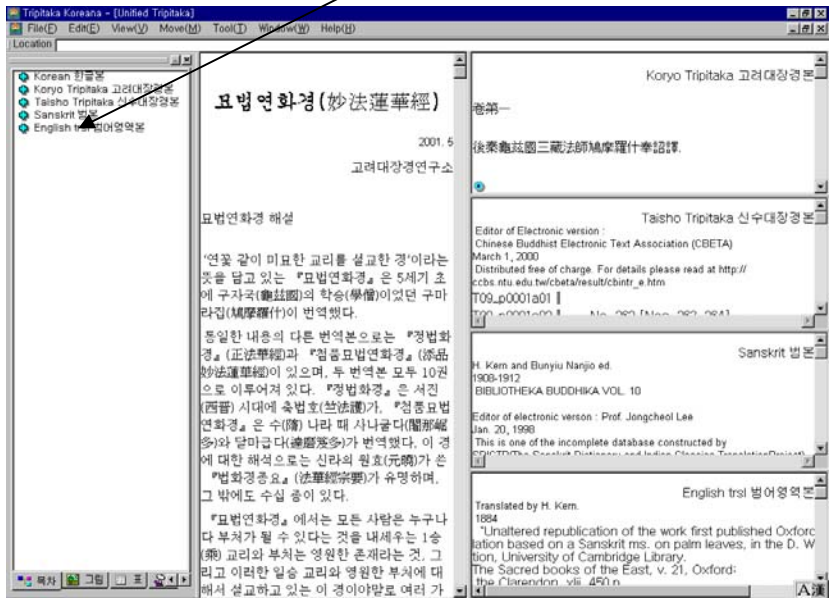 Tripitaka Koreana - [Unified Tripitaka]
File(F) Edit(E) View(V) Move(M) Tool(T) Window(W) Help(H)
Location
Korean 한글본
Koryo Tripitaka 고려대장경본
Taisho Tripitaka 신수대장경본
Sanskrit 범본
English trsl 범어영역본
목차 그림 표
묘법연화경(妙法蓮華經)
2001. 5
고려대장경연구소
묘법연화경 해설
'연꽃 같이 미묘한 교리를 설교한 경'이라는
뜻을 담고 있는 『묘법연화경』은 5세기 초
에 구자국(龜玆國)의 학승(學僧)이었던 구마
라집(鳩摩羅什)이 번역했다.
동일한 내용의 다른 번역본으로는 『정법화
경』(正法華經)과 『첨품묘법연화경』(添品
妙法蓮華經)이 있으며, 두 번역본 모두 10권
으로 이루어져 있다. 『정법화경』은 서진
(西晉) 시대에 축법호(竺法護)가, 『첨품묘법
연화경』은 수(隋) 나라 때 사나굴다(闍那崛
多)와 달마급다(達磨笈多)가 번역했다. 이 경
에 대한 해석으로는 신라의 원효(元曉)가 쓴
『법화경종요』(法華經宗要)가 유명하며,
그 밖에도 수십 종이 있다.
『묘법연화경』에서는 모든 사람은 누구나
다 부처가 될 수 있다는 것을 내세우는 1승
(乘) 교리와 부처는 영원한 존재라는 것, 그
리고 이러한 일승 교리와 영원한 부처에 대
해서 설교하고 있는 이 경이야말로 여러 가
Koryo Tripitaka 고려대장경본
卷第一
後秦龜玆國三藏法師鳩摩羅什奉詔譯.
Taisho Tripitaka 신수대장경본
Editor of Electronic version :
Chinese Buddhist Electronic Text Association (CBETA)
March 1, 2000
Distributed free of charge. For details please read at http://
ccbs.ntu.edu.tw/cbeta/result/cbintr_e.htm
T09_p0001a01 ‖
T09_p0001a02 ‖ No. 262 [Nos. 263, 264]
Sanskrit 범본
H. Kern and Bunyiu Nanjio ed.
1908-1912
BIBLIOTHEKA BUDDHIKA VOL. 10
Editor of electronic verson : Prof. Jongcheol Lee
Jan. 20, 1998
This is one of the incomplete database constructed by
English trsl 범어영역본
Translated by H. Kern.
1884
"Unaltered republication of the work first published Oxforc
lation based on a Sanskrit ms. on palm leaves, in the D. W
tion, University of Cambridge Library.
The Sacred books of the East, v. 21, Oxford:
the Clarendon, xlii, 450 p
A漢